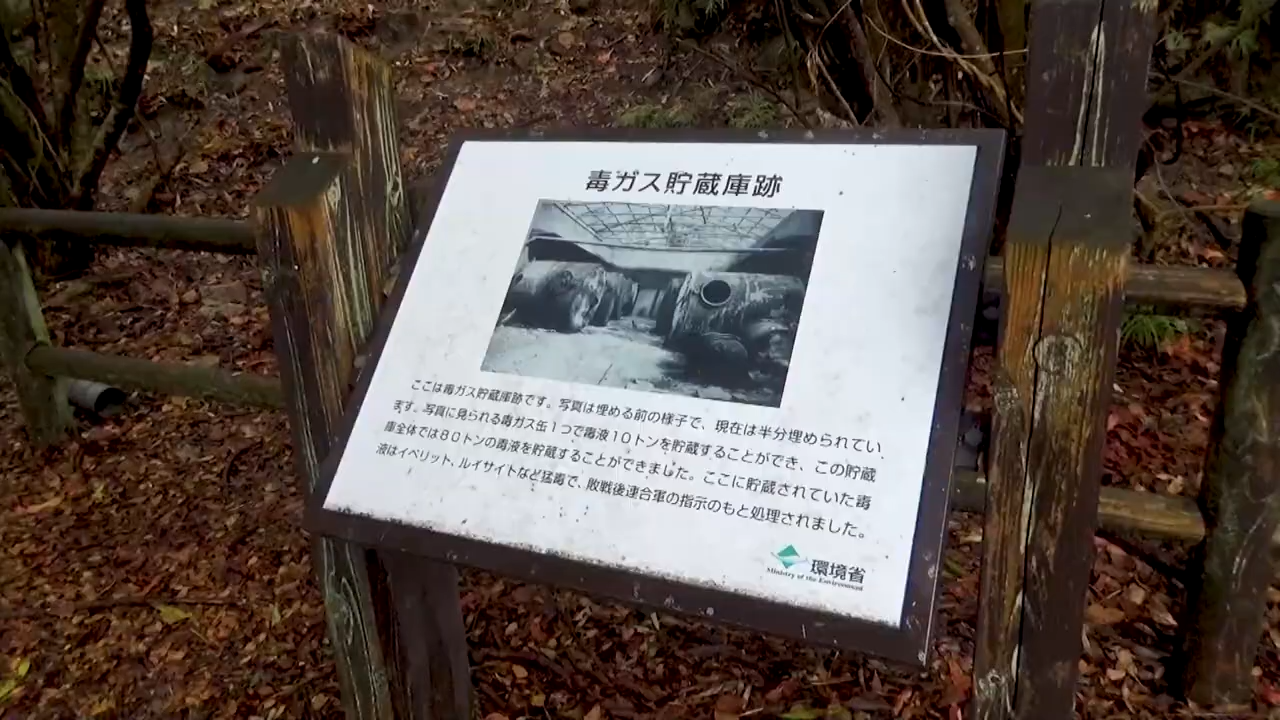 毒ガス貯蔵庫跡
ここは毒ガス貯蔵庫跡です。写真は埋める前の様子で、現在は半分埋められてい
ます。写真に見られる毒ガス缶1つで毒液10トンを貯蔵することができ、この貯蔵
庫全体では80トンの毒液を貯蔵することができました。ここに貯蔵されていた毒
液はイペリット、ルイサイトなど猛毒で、敗戦後連合軍の指示のもと処理されました。
環境省
Ministry of the Environment